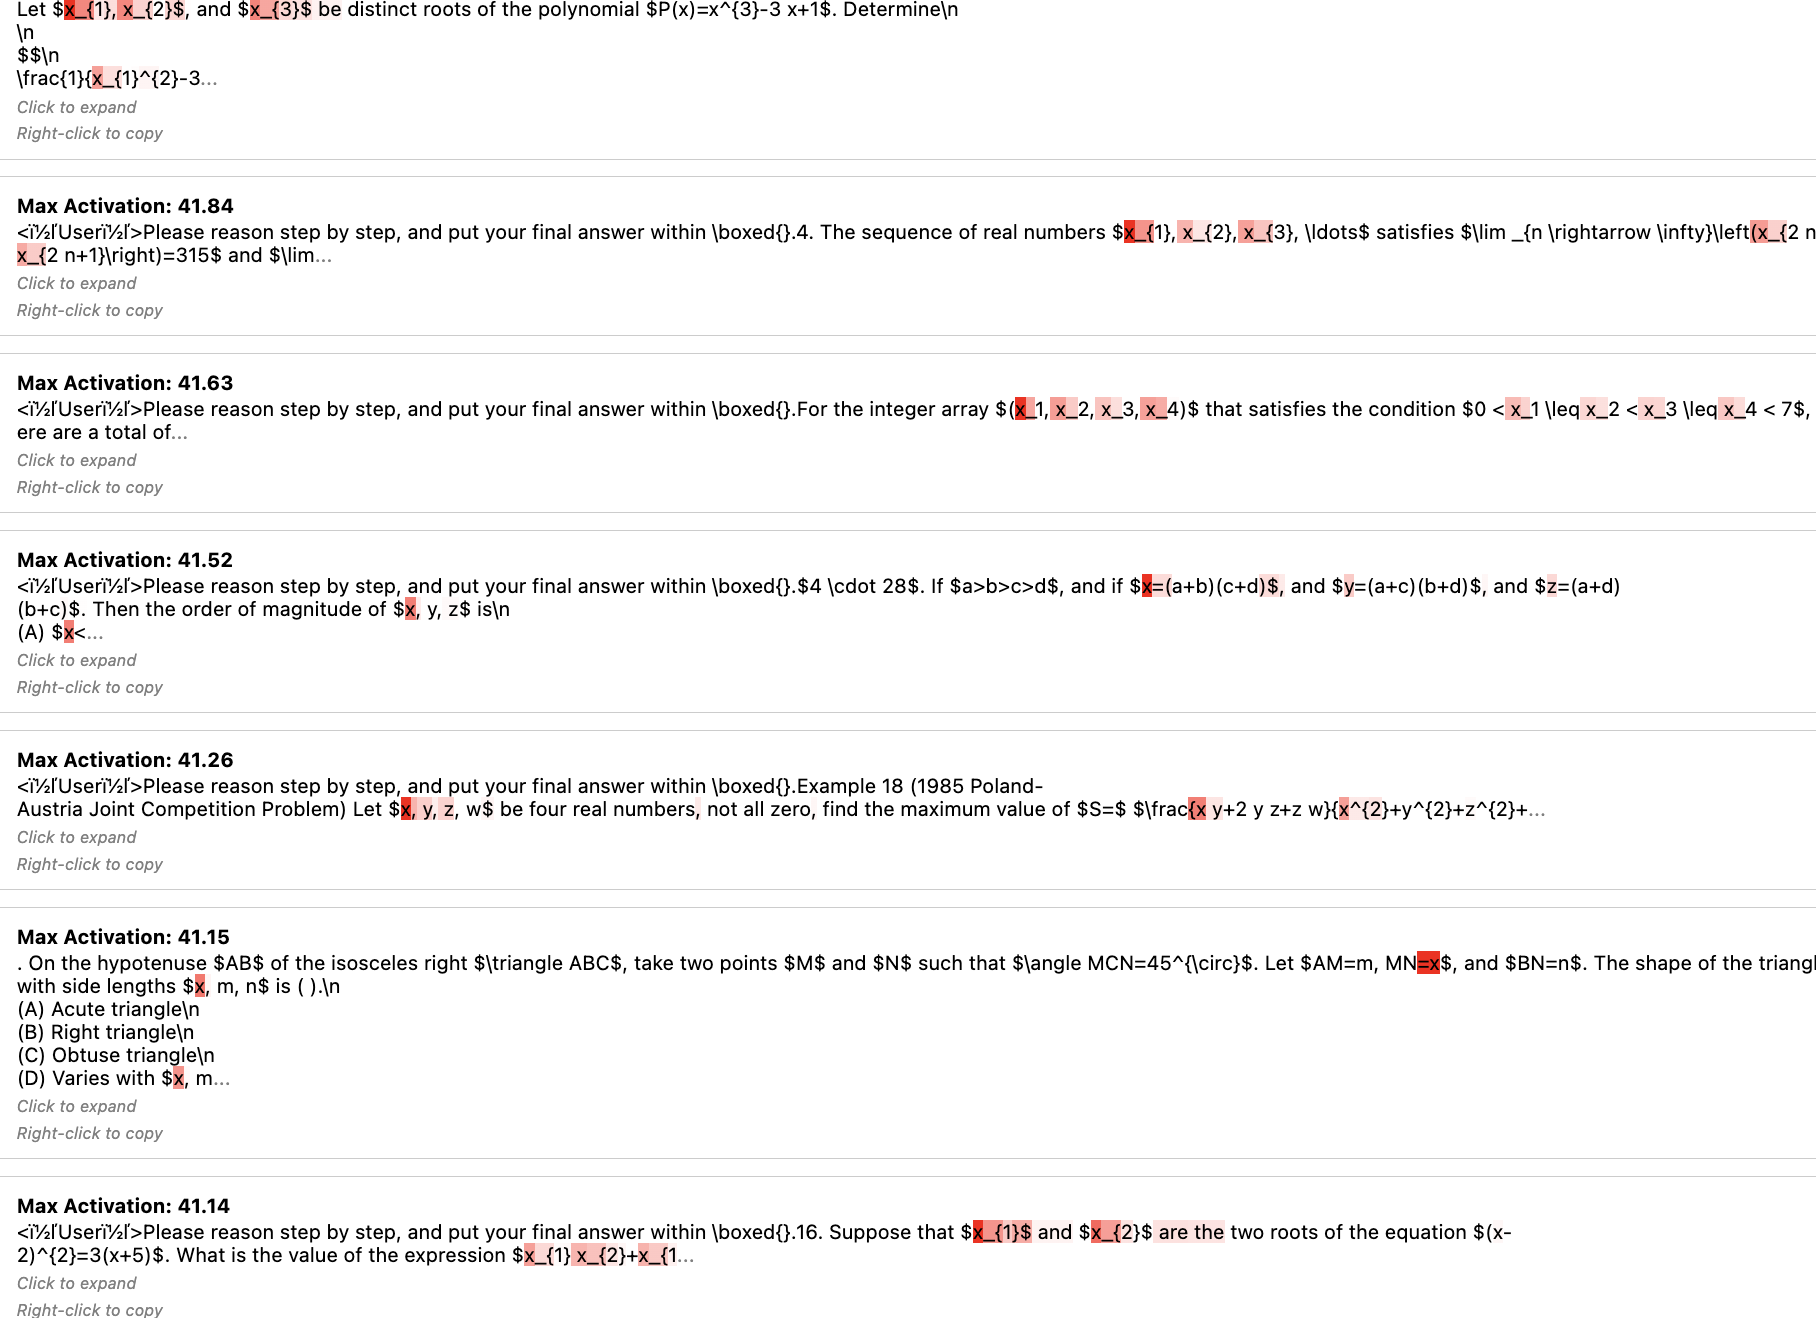 Let $x_{1}, x_{2}$, and $x_{3}$ be distinct roots of the polynomial $P(x)=x^{3}-3 x+1$. Determine\n
\n
$$\n
\frac{1}{x_{1}^{2}-3...
Click to expand
Right-click to copy
Max Activation: 41.84
<ï½ľUserï½ľ>Please reason step by step, and put your final answer within \boxed{}.4. The sequence of real numbers $x_{1}, x_{2}, x_{3}, \ldots$ satisfies $\lim _{n \rightarrow \infty}\left(x_{2 n
x_{2 n+1}\right)=315$ and $\lim...
Click to expand
Right-click to copy
Max Activation: 41.63
<ï½ľUserï½ľ>Please reason step by step, and put your final answer within \boxed{}.For the integer array $(x_1, x_2, x_3, x_4)$ that satisfies the condition $0 < x_1 \leq x_2 < x_3 \leq x_4 < 7$,
ere are a total of...
Click to expand
Right-click to copy
Max Activation: 41.52
<ï½ľUserï½ľ>Please reason step by step, and put your final answer within \boxed{}.$4 \cdot 28$. If $a>b>c>d$, and if $x=(a+b)(c+d)$, and $y=(a+c)(b+d)$, and $z=(a+d)
(b+c)$. Then the order of magnitude of $x, y, z$ is\n
(A) $x<...
Click to expand
Right-click to copy
Max Activation: 41.26
<ï½ľUserï½ľ>Please reason step by step, and put your final answer within \boxed{}.Example 18 (1985 Poland-
Austria Joint Competition Problem) Let $x, y, z, w$ be four real numbers, not all zero, find the maximum value of $S=$ $\frac{x y+2 y z+z w}{x^{2}+y^{2}+z^{2}+...
Click to expand
Right-click to copy
Max Activation: 41.15
. On the hypotenuse $AB$ of the isosceles right $\triangle ABC$, take two points $M$ and $N$ such that $\angle MCN=45^{\circ}$. Let $AM=m, MN=x$, and $BN=n$. The shape of the triangl
with side lengths $x, m, n$ is ( ).\n
(A) Acute triangle\n
(B) Right triangle\n
(C) Obtuse triangle\n
(D) Varies with $x, m...
Click to expand
Right-click to copy
Max Activation: 41.14
<ï½ľUserï½ľ>Please reason step by step, and put your final answer within \boxed{}.16. Suppose that $x_{1}$ and $x_{2}$ are the two roots of the equation $(x-
2)^{2}=3(x+5)$. What is the value of the expression $x_{1} x_{2}+x_{1...
Click to expand
Right-click to copy